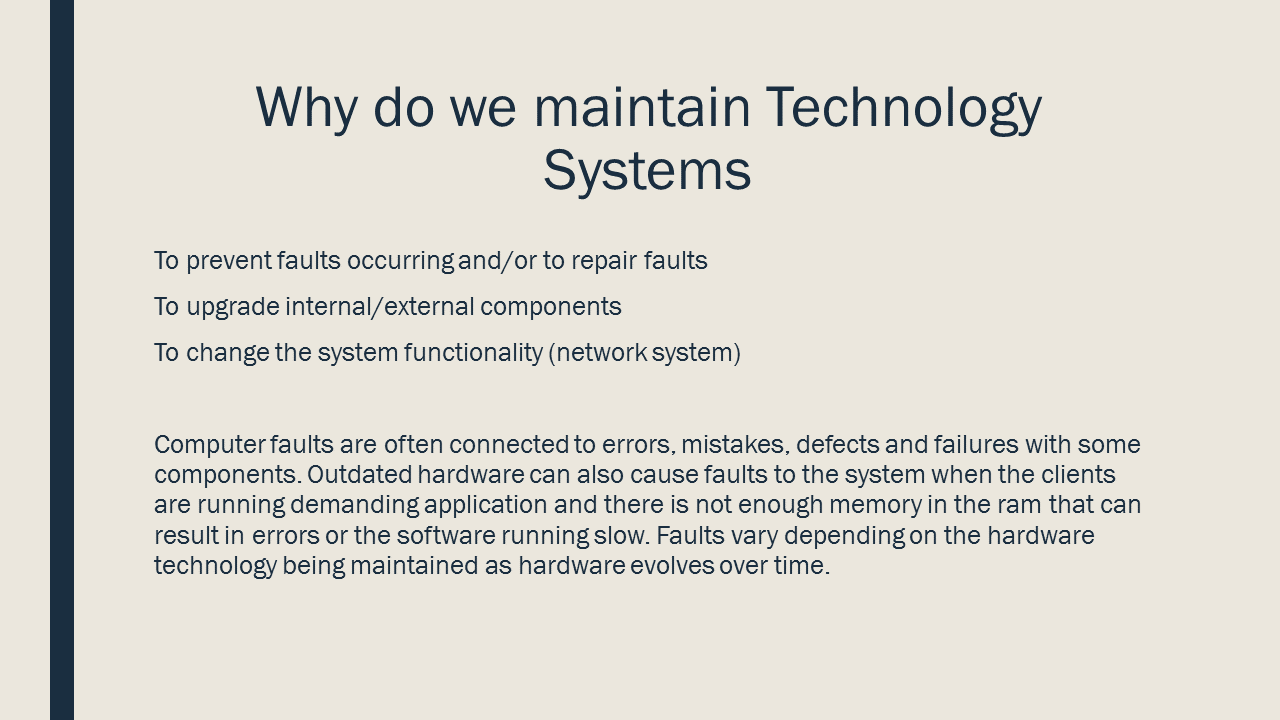 Why do we maintain Technology
Systems
To prevent faults occurring and/or to repair faults
To upgrade internal/external components
To change the system functionality (network system)
Computer faults are often connected to errors, mistakes, defects and failures with some
components. Outdated hardware can also cause faults to the system when the clients
are running demanding application and there is not enough memory in the ram that can
result in errors or the software running slow. Faults vary depending on the hardware
technology being maintained as hardware evolves over time.